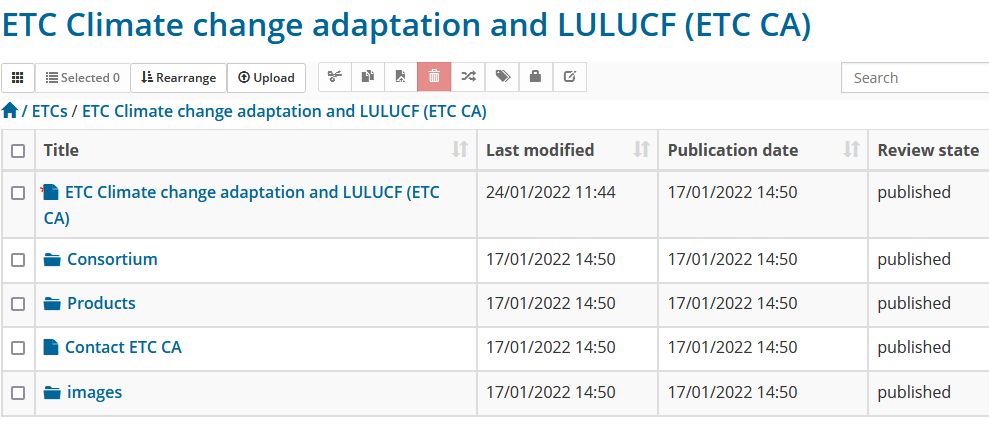 ETC Climate change adaptation and LULUCF (ETC CA)
Selected 0 Rearrange Upload Search
/ ETCs / ETC Climate change adaptation and LULUCF (ETC CA)
Title Last modified Publication date Review state
ETC Climate change adaptation and LULUCF (ETC 24/01/2022 11:44 17/01/2022 14:50 published
CA)
Consortium 17/01/2022 14:50 17/01/2022 14:50 published
Products 17/01/2022 14:50 17/01/2022 14:50 published
Contact ETC CA 17/01/2022 14:50 17/01/2022 14:50 published
images 17/01/2022 14:50 17/01/2022 14:50 published